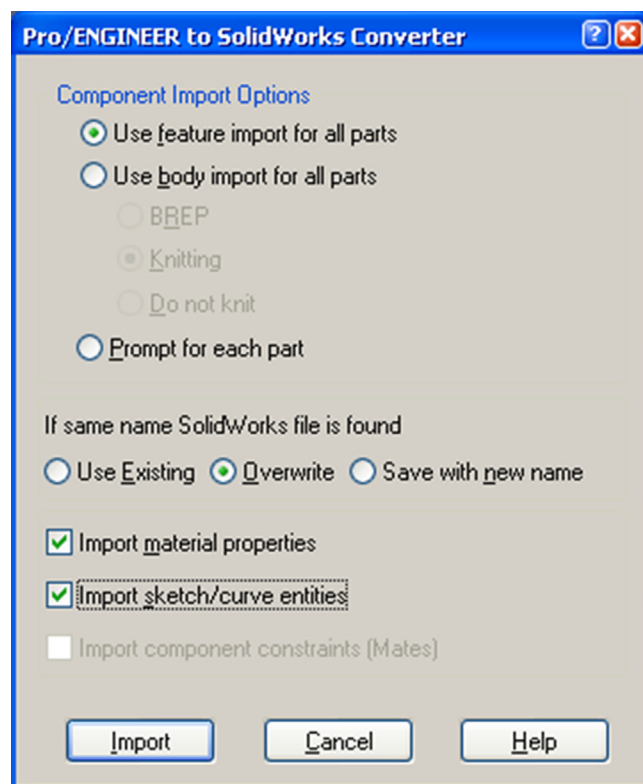 Pro/ENGINEER to SolidWorks Converter
Component Import Options
Use feature import for all parts
Use body import for all parts
BREP
Knitting
Do not knit
Prompt for each part
If same name SolidWorks file is found
Use Existing Overwrite Save with new name
Import material properties
Import sketch/curve entities
Import component constraints (Mates)
Import Cancel Help